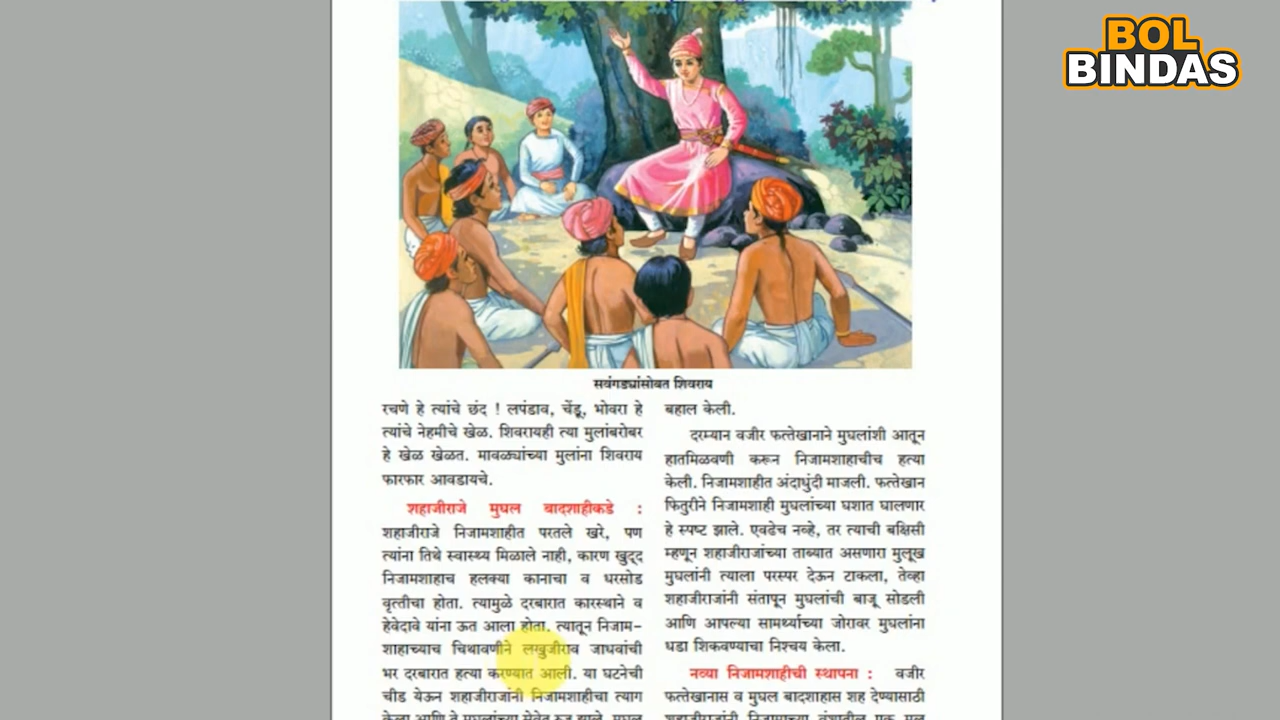 BOL
BINDAS
सवंगड्यांसोबत शिवराय
रचणे हे त्यांचे छंद ! लपंडाव, चेंडू, भोवरा हे
त्यांचे नेहमीचे खेळ. शिवरायही त्या मुलांबरोबर
हे खेळ खेळत. मावळ्यांच्या मुलांना शिवराय
फारफार आवडायचे.
शहाजीराजे मुघल बादशाहीकडे :
शहाजीराजे निजामशाहीत परतले खरे, पण
त्यांना तिथे स्वास्थ्य मिळाले नाही, कारण खुद्द
निजामशाहाच हलक्या कानाचा व धरसोड
वृत्तीचा होता. त्यामुळे दरबारात कारस्थाने व
हेवेदावे यांना ऊत आला होता. त्यातून निजाम-
शाहाच्याच चिथावणीने लखुजीराव जाधवांची
भर दरबारात हत्या करण्यात आली. या घटनेची
चीड येऊन शहाजीराजांनी निजामशाहीचा त्याग
बहाल केली.
दरम्यान वजीर फत्तेखानाने मुघलांशी आतून
हातमिळवणी करून निजामशाहाचीच हत्या
केली. निजामशाहीत अंदाधुंदी माजली. फत्तेखान
फितुरीने निजामशाही मुघलांच्या घशात घालणार
हे स्पष्ट झाले. एवढेच नव्हे, तर त्याची बक्षिसी
म्हणून शहाजीराजांच्या ताब्यात असणारा मुलूख
मुघलांनी त्याला परस्पर देऊन टाकला, तेव्हा
शहाजीराजांनी संतापून मुघलांची बाजू सोडली
आणि आपल्या सामर्थ्याच्या जोरावर मुघलांना
धडा शिकवण्याचा निश्चय केला.
नव्या निजामशाहीची स्थापना : वजीर
फत्तेखानास व मुघल बादशाहास शह देण्यासाठी